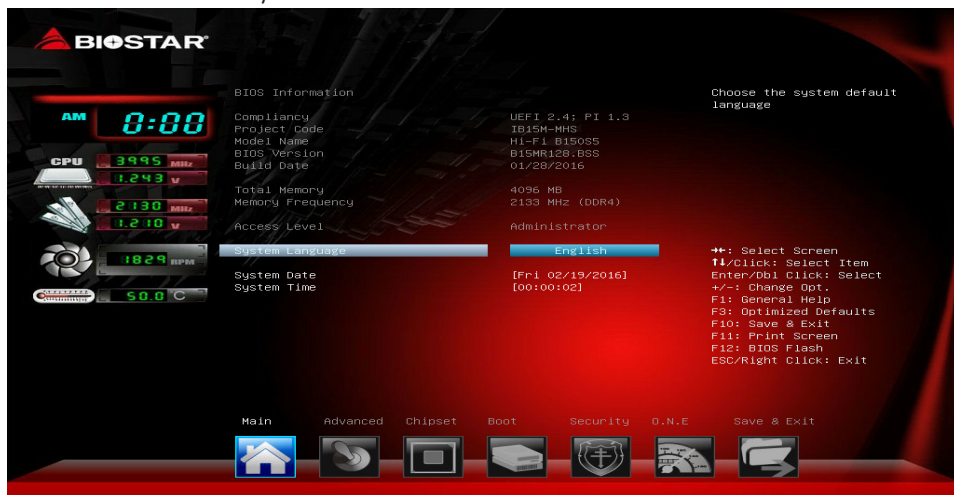 BIOSTAR
BIOS Information
Compliancy UEFI 2.4; PI 1.3
Project Code IB15M-MHS
Model Name Hi-Fi B150S5
BIOS Version B15MR128.BSS
Build Date 01/28/2016
Total Memory 4096 MB
Memory Frequency 2133 MHz (DDR4)
Access Level Administrator
System Language English
System Date [Fri 02/19/2016]
System Time [00:00:02]
AM 0:00
CPU 3995 MHz
1.243 V
2130 MHz
1.210 V
1829 RPM
50.0 C
Choose the system default
language
→←: Select Screen
↑↓/Click: Select Item
Enter/Dbl Click: Select
+/-: Change Opt.
F1: General Help
F3: Optimized Defaults
F10: Save & Exit
F11: Print Screen
F12: BIOS Flash
ESC/Right Click: Exit
Main Advanced Chipset Boot Security O.N.E Save & Exit